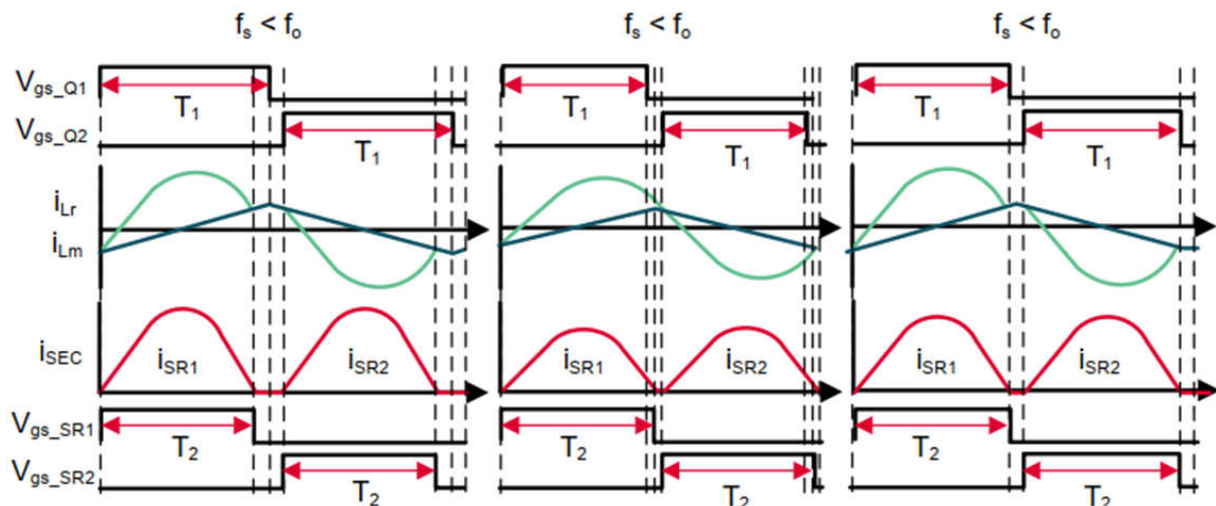 fs < fo fs < fo fs < fo
Vgs_Q1
T1 T1 T1
Vgs_Q2
T1 T1 T1
iLr
iLm
iSEC iSR1 iSR2 iSR1 iSR2 iSR1 iSR2
Vgs_SR1
T2 T2 T2
Vgs_SR2
T2 T2 T2